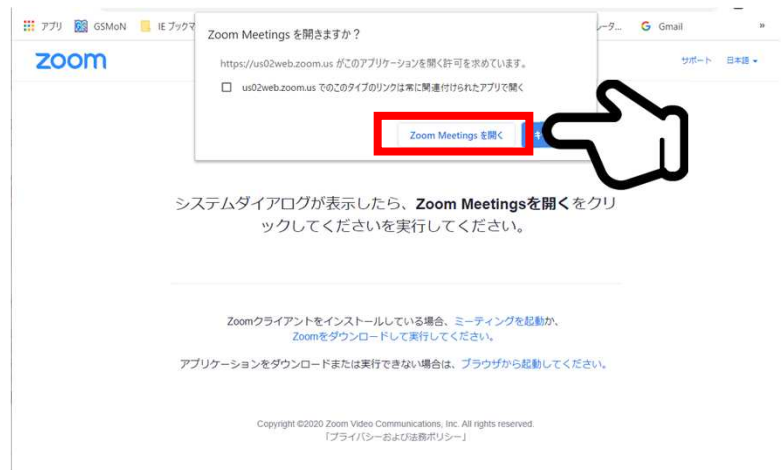 アプリ GSMoN IE ブックマ
ータ... Gmail »
zoom
サポート 日本語
Zoom Meetings を開きますか？
https://us02web.zoom.us がこのアプリケーションを開く許可を求めています。
us02web.zoom.us でのこのタイプのリンクは常に関連付けられたアプリで開く
Zoom Meetings を開く キ
システムダイアログが表示したら、Zoom Meetingsを開くをクリ
ックしてくださいを実行してください。
Zoomクライアントをインストールしている場合、ミーティングを起動か、
Zoomをダウンロードして実行してください。
アプリケーションをダウンロードまたは実行できない場合は、ブラウザから起動してください。
Copyright ©2020 Zoom Video Communications, Inc. All rights reserved.
「プライバシーおよび法務ポリシー」